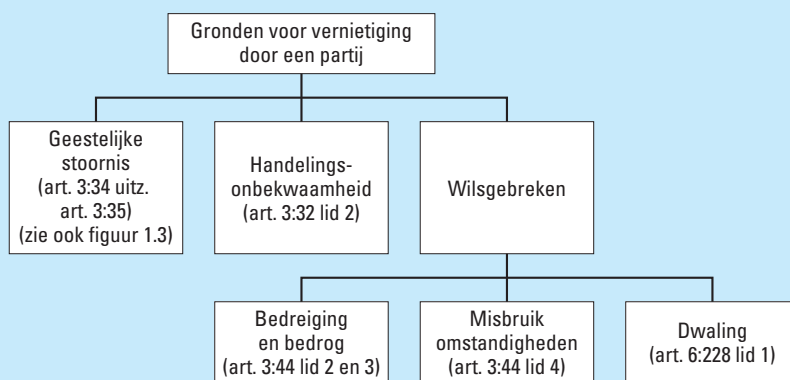 Gronden voor vernietiging
door een partij
Geestelijke
stoornis
(art. 3:34 uitz.
art. 3:35)
(zie ook figuur 1.3)
Handelings-
onbekwaamheid
(art. 3:32 lid 2)
Wilsgebreken
Bedreiging
en bedrog
(art. 3:44 lid 2 en 3)
Misbruik
omstandigheden
(art. 3:44 lid 4)
Dwaling
(art. 6:228 lid 1)